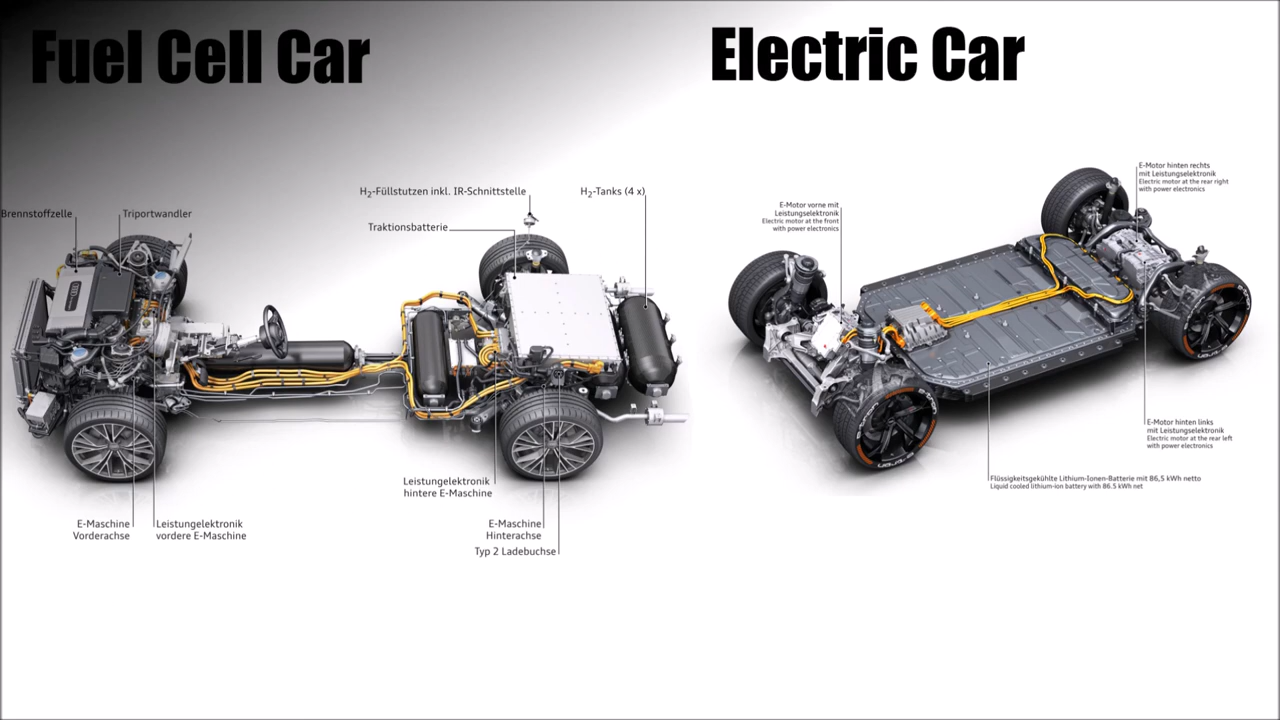 Fuel Cell Car
Electric Car
H₂-Füllstutzen inkl. IR-Schnittstelle
H₂-Tanks (4 x)
Brennstoffzelle
Triportwandler
Traktionsbatterie
Leistungelektronik
hintere E-Maschine
E-Maschine
Vorderachse
Leistungelektronik
vordere E-Maschine
E-Maschine
Hinterachse
Typ 2 Ladebuchse
E-Motor hinten rechts
mit Leistungselektronik
Electric motor at the rear right
with power electronics
E-Motor vorne mit
Leistungselektronik
Electric motor at the front
with power electronics
E-Motor hinten links
mit Leistungselektronik
Electric motor at the rear left
with power electronics
Flüssigkeitsgekühlte Lithium-Ionen-Batterie mit 86,5 kWh netto
Liquid cooled lithium-ion battery with 86.5 kWh net